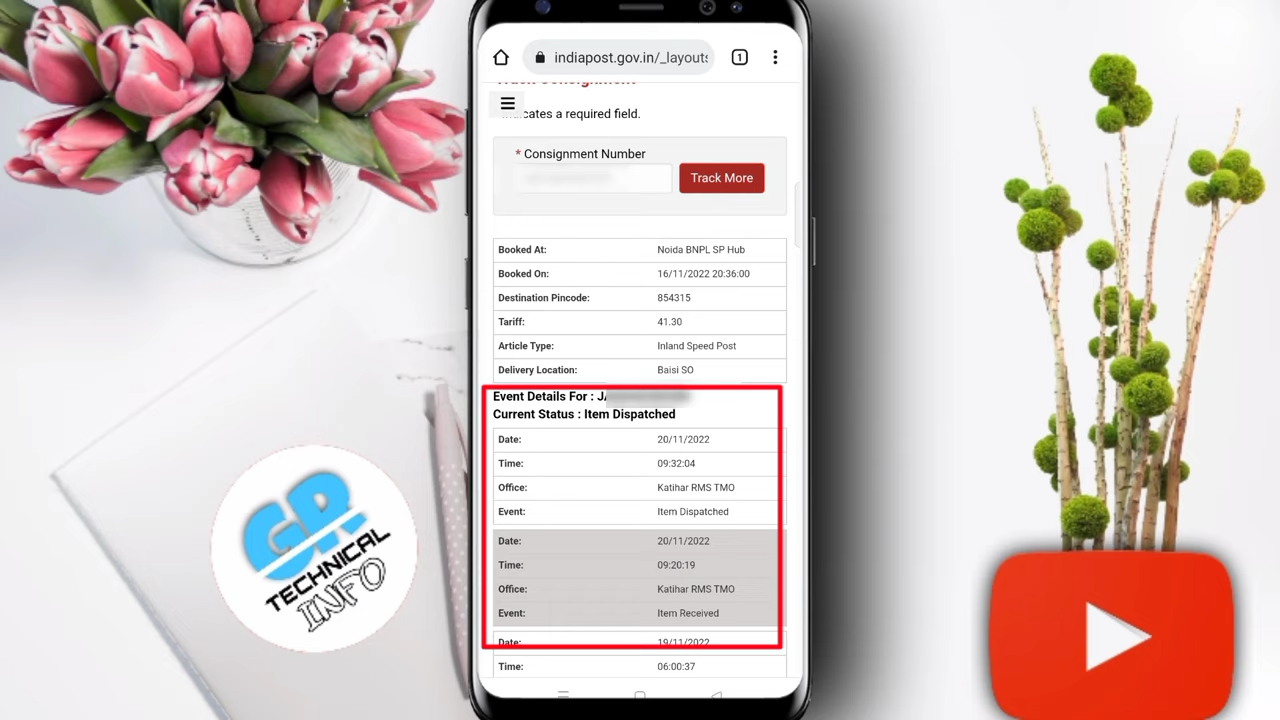 indiapost.gov.in/_layouts
1
indicates a required field.
* Consignment Number
Track More
Booked At: Noida BNPL SP Hub
Booked On: 16/11/2022 20:36:00
Destination Pincode: 854315
Tariff: 41.30
Article Type: Inland Speed Post
Delivery Location: Baisi SO
Event Details For : J
Current Status : Item Dispatched
Date: 20/11/2022
Time: 09:32:04
Office: Katihar RMS TMO
Event: Item Dispatched
Date: 20/11/2022
Time: 09:20:19
Office: Katihar RMS TMO
Event: Item Received
Date: 19/11/2022
Time: 06:00:37
GR
TECHNICAL
INFO